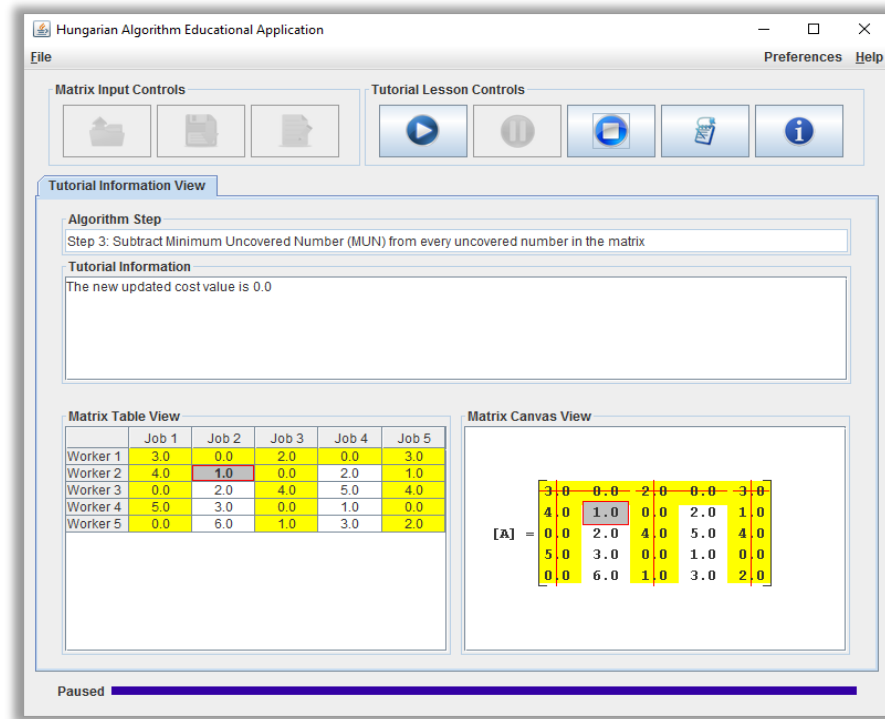 Hungarian Algorithm Educational Application
File Preferences Help
Matrix Input Controls
Tutorial Lesson Controls
Tutorial Information View
Algorithm Step
Step 3: Subtract Minimum Uncovered Number (MUN) from every uncovered number in the matrix
Tutorial Information
The new updated cost value is 0.0
Matrix Table View
Job 1 Job 2 Job 3 Job 4 Job 5
Worker 1 3.0 0.0 2.0 0.0 3.0
Worker 2 4.0 1.0 0.0 2.0 1.0
Worker 3 0.0 2.0 4.0 5.0 4.0
Worker 4 5.0 3.0 0.0 1.0 0.0
Worker 5 0.0 6.0 1.0 3.0 2.0
Matrix Canvas View
3.0 0.0 2.0 0.0 3.0
4.0 1.0 0.0 2.0 1.0
[A] = 0.0 2.0 4.0 5.0 4.0
5.0 3.0 0.0 1.0 0.0
0.0 6.0 1.0 3.0 2.0
Paused